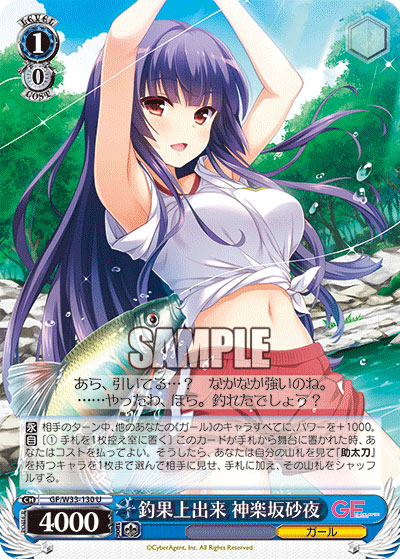 LEVEL
1
0
COST
SAMPLE
あら、引いてる…？　なかなか強いのね。
……やったわ、ほら。釣れたでしょう？
永 相手のターン中、他のあなたの《ガール》のキャラすべてに、パワーを+1000。
自 [① 手札を1枚控え室に置く] このカードが手札から舞台に置かれた時、あ
なたはコストを払ってよい。そうしたら、あなたは自分の山札を見て「助太刀」
を持つキャラを1枚まで選んで相手に見せ、手札に加え、その山札をシャッフ
ルする。
CH GF/W33-130 U
4000
釣果上出来 神楽坂砂夜
GF
ガール
©CyberAgent, Inc. All Rights Reserved.